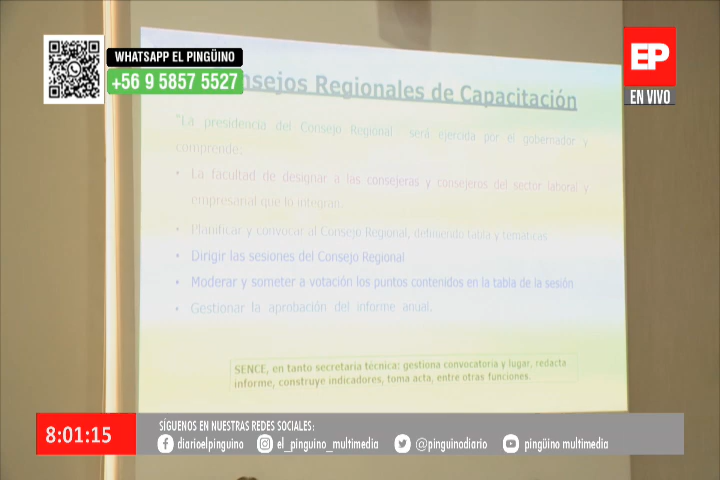 WHATSAPP EL PINGÜINO
+56 9 5857 5527
EP
EN VIVO
nsejos Regionales de Capacitación
"La presidencia del Consejo Regional será ejercida por el gobernador y
comprende:
• La facultad de designar a las consejeras y consejeros del sector laboral y
empresarial que lo integran.
• Planificar y convocar al Consejo Regional, definiendo tabla y temáticas
• Dirigir las sesiones del Consejo Regional
• Moderar y someter a votación los puntos contenidos en la tabla de la sesión
• Gestionar la aprobación del informe anual.
SENCE, en tanto secretaría técnica: gestiona convocatoria y lugar, redacta
informe, construye indicadores, toma acta, entre otras funciones.
8:01:15
SÍGUENOS EN NUESTRAS REDES SOCIALES:
diarioelpinguino el_pinguino_multimedia @pinguinodiario pingüino multimedia